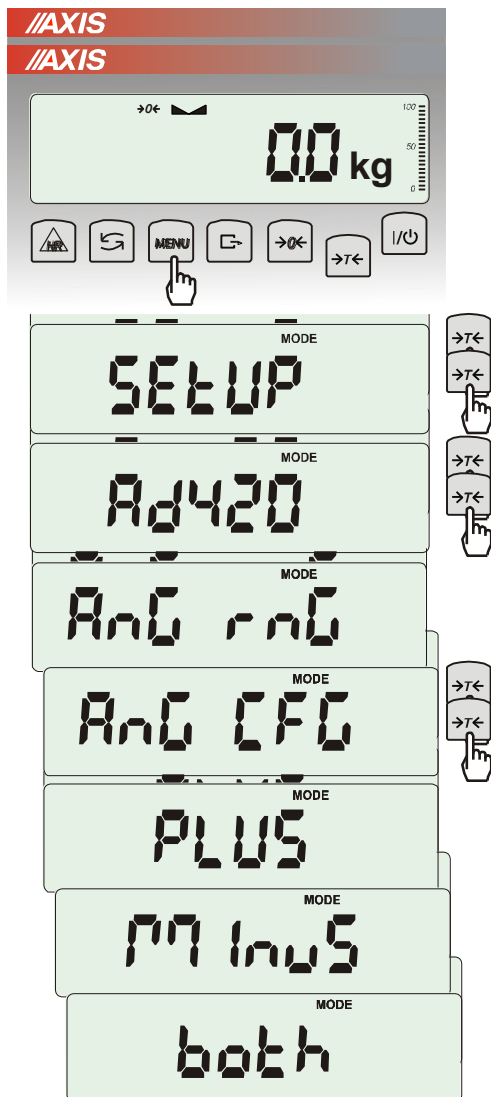 AXIS
AXIS
→0← 100
50
0.0 kg
0
HR MENU →0← →T← I/⏻
MODE →T←
SEtUP →T←
MODE →T←
Ad420 →T←
MODE
AnG rnG
MODE →T←
AnG CFG →T←
MODE
PLUS
MODE
MInuS
MODE
both